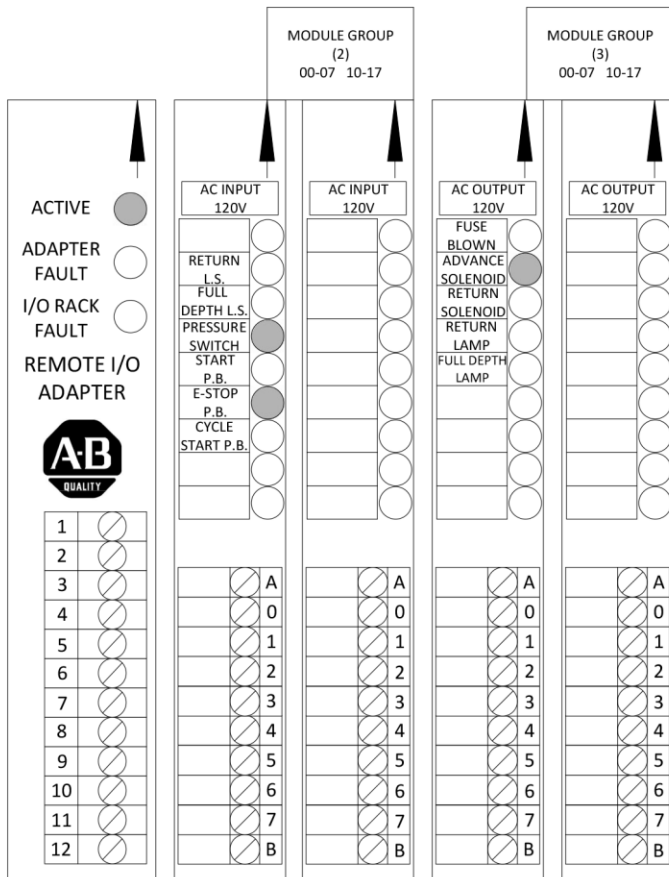 MODULE GROUP
(2)
00-07 10-17
MODULE GROUP
(3)
00-07 10-17
ACTIVE
ADAPTER
FAULT
I/O RACK
FAULT
REMOTE I/O
ADAPTER
A-B
QUALITY
1
2
3
4
5
6
7
8
9
10
11
12
AC INPUT
120V
RETURN
L.S.
FULL
DEPTH L.S.
PRESSURE
SWITCH
START
P.B.
E-STOP
P.B.
CYCLE
START P.B.
A
0
1
2
3
4
5
6
7
B
AC INPUT
120V
A
0
1
2
3
4
5
6
7
B
AC OUTPUT
120V
FUSE
BLOWN
ADVANCE
SOLENOID
RETURN
SOLENOID
RETURN
LAMP
FULL DEPTH
LAMP
A
0
1
2
3
4
5
6
7
B
AC OUTPUT
120V
A
0
1
2
3
4
5
6
7
B